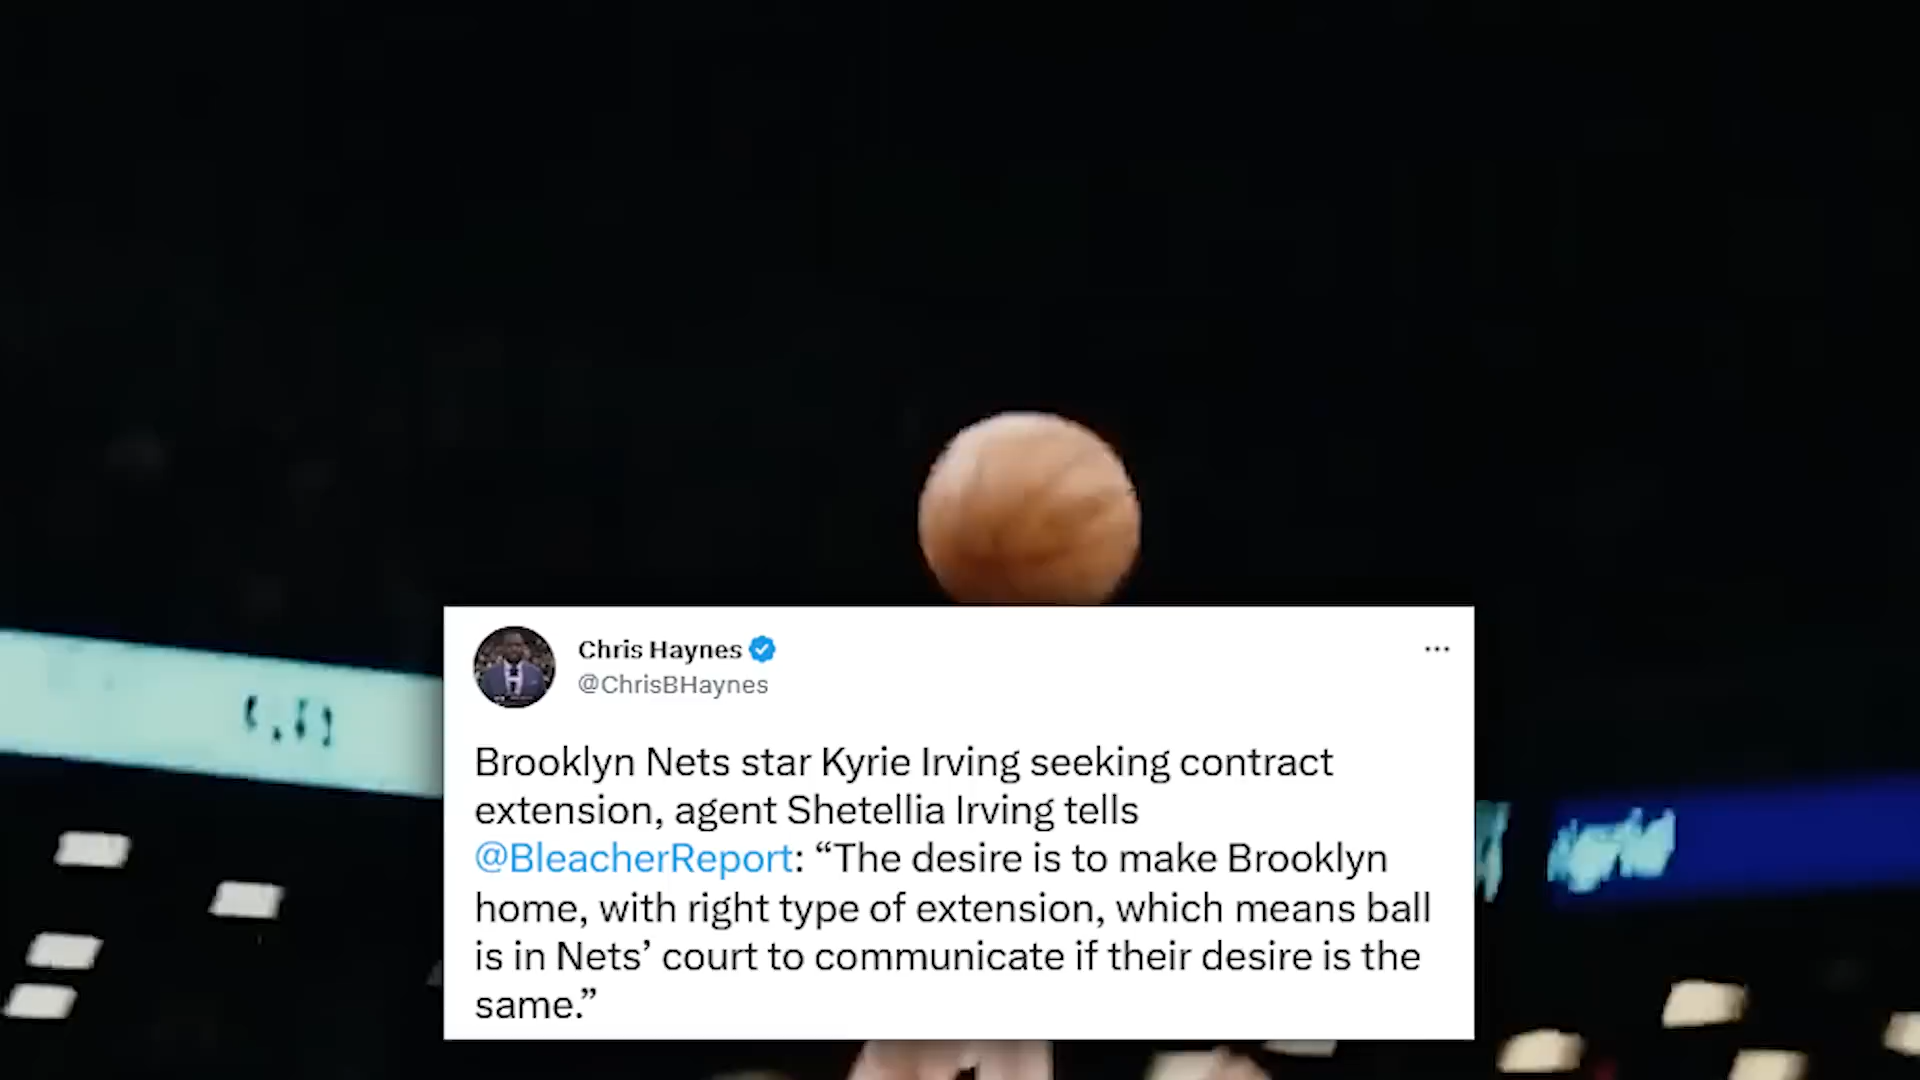 Chris Haynes
@ChrisBHaynes
Brooklyn Nets star Kyrie Irving seeking contract
extension, agent Shetellia Irving tells
@BleacherReport: “The desire is to make Brooklyn
home, with right type of extension, which means ball
is in Nets’ court to communicate if their desire is the
same.”